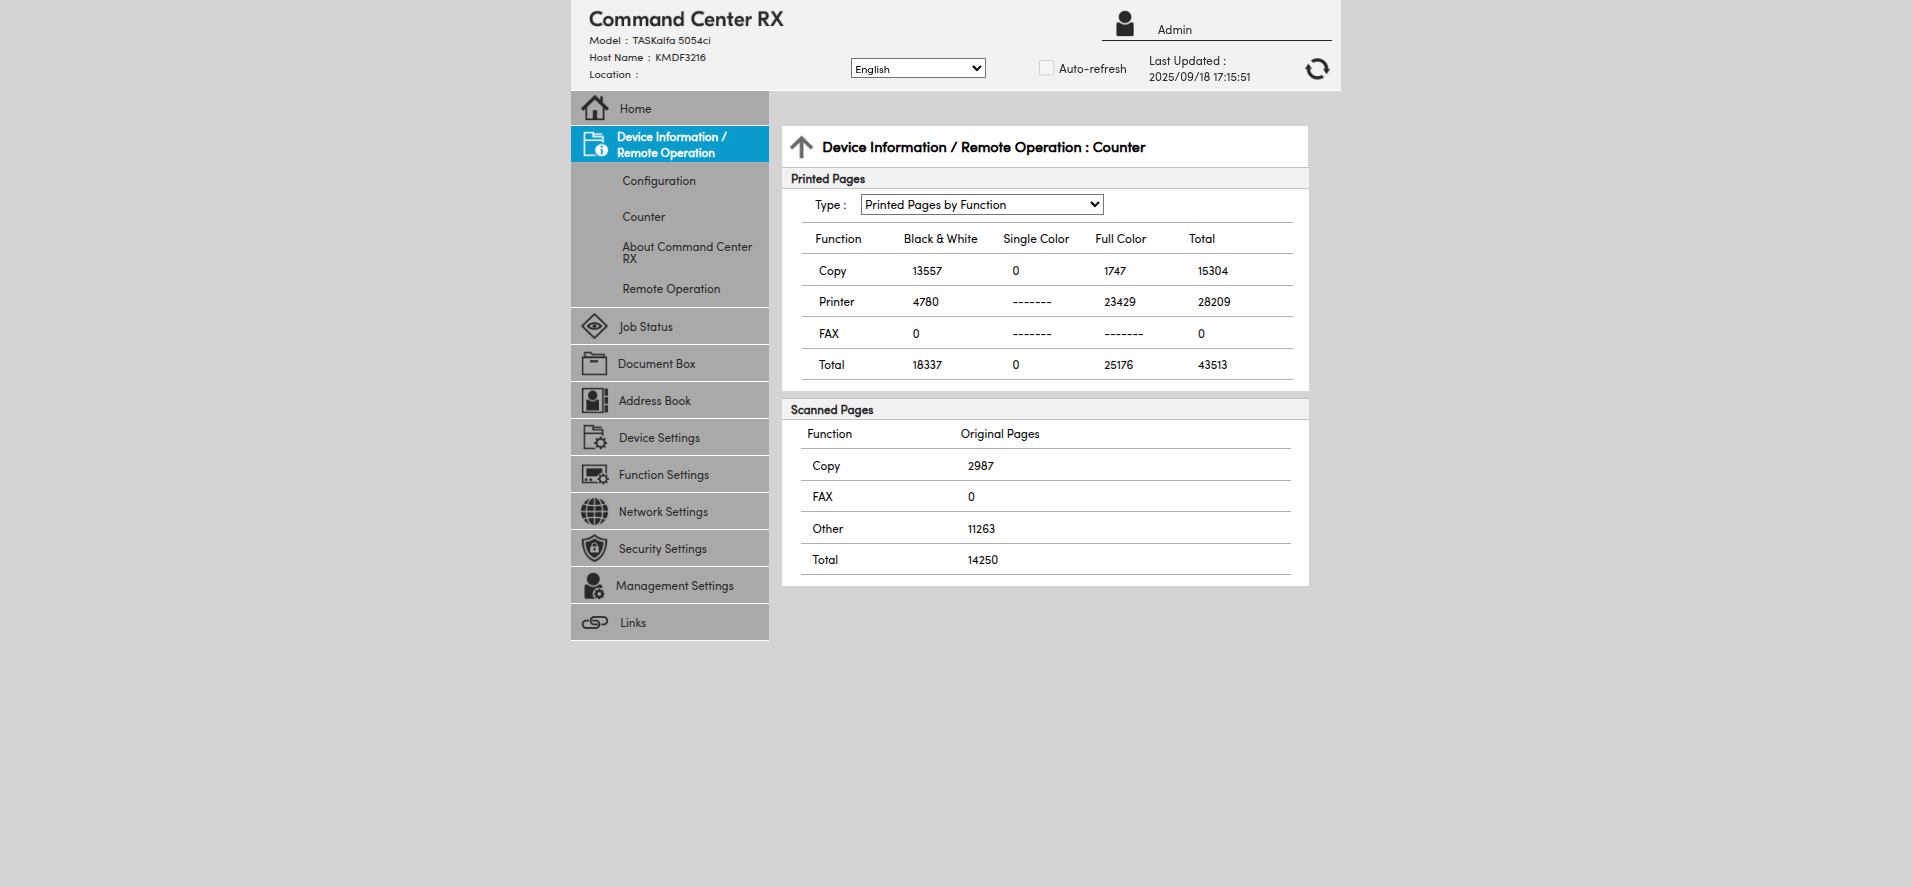 Command Center RX
Model : TASKalfa 5054ci
Host Name : KMDF3216
Location :
English
Admin
Auto-refresh
Last Updated :
2025/09/18 17:15:51
Home
Device Information /
Remote Operation
Configuration
Counter
About Command Center
RX
Remote Operation
Job Status
Document Box
Address Book
Device Settings
Function Settings
Network Settings
Security Settings
Management Settings
Links
Device Information / Remote Operation : Counter
Printed Pages
Type : Printed Pages by Function
Function Black & White Single Color Full Color Total
Copy 13557 0 1747 15304
Printer 4780 ------- 23429 28209
FAX 0 ------- ------- 0
Total 18337 0 25176 43513
Scanned Pages
Function Original Pages
Copy 2987
FAX 0
Other 11263
Total 14250